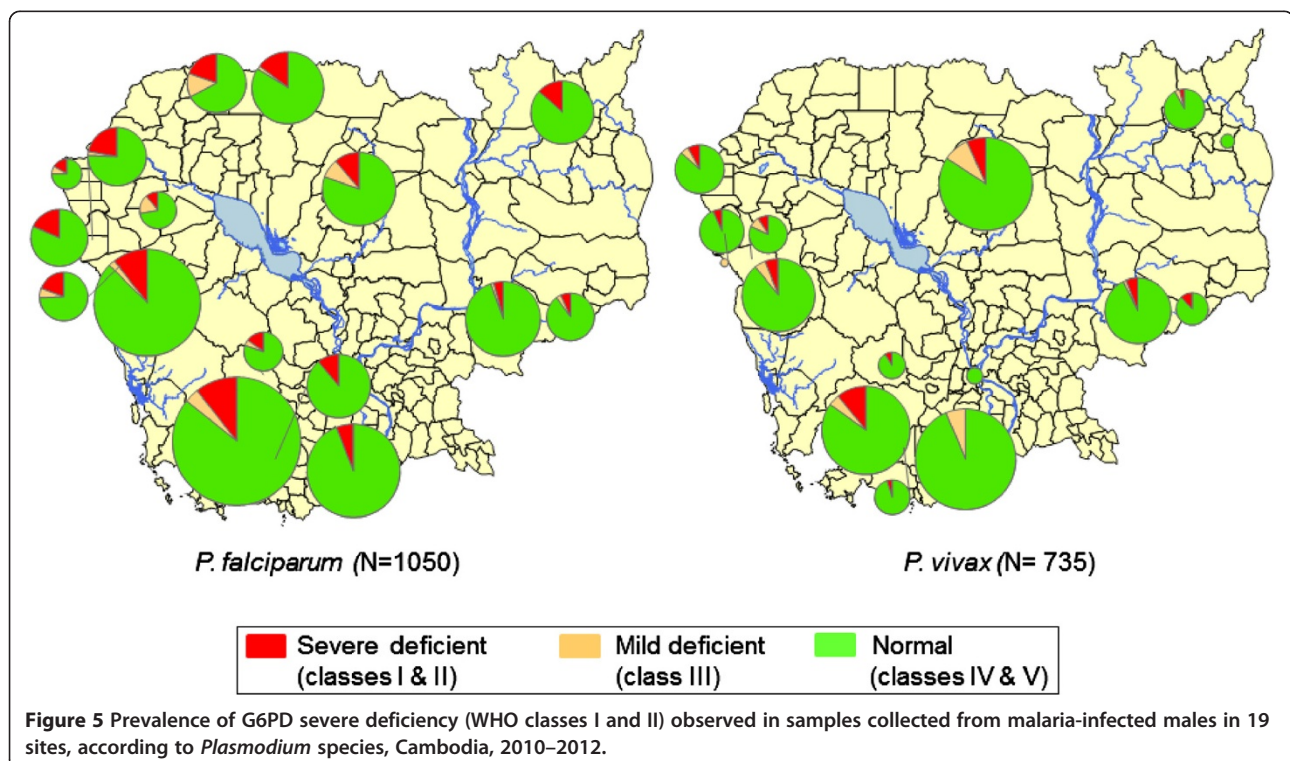 P. falciparum (N=1050)
P. vivax (N= 735)
Severe deficient
(classes I & II)
Mild deficient
(class III)
Normal
(classes IV & V)
Figure 5 Prevalence of G6PD severe deficiency (WHO classes I and II) observed in samples collected from malaria-infected males in 19
sites, according to Plasmodium species, Cambodia, 2010–2012.